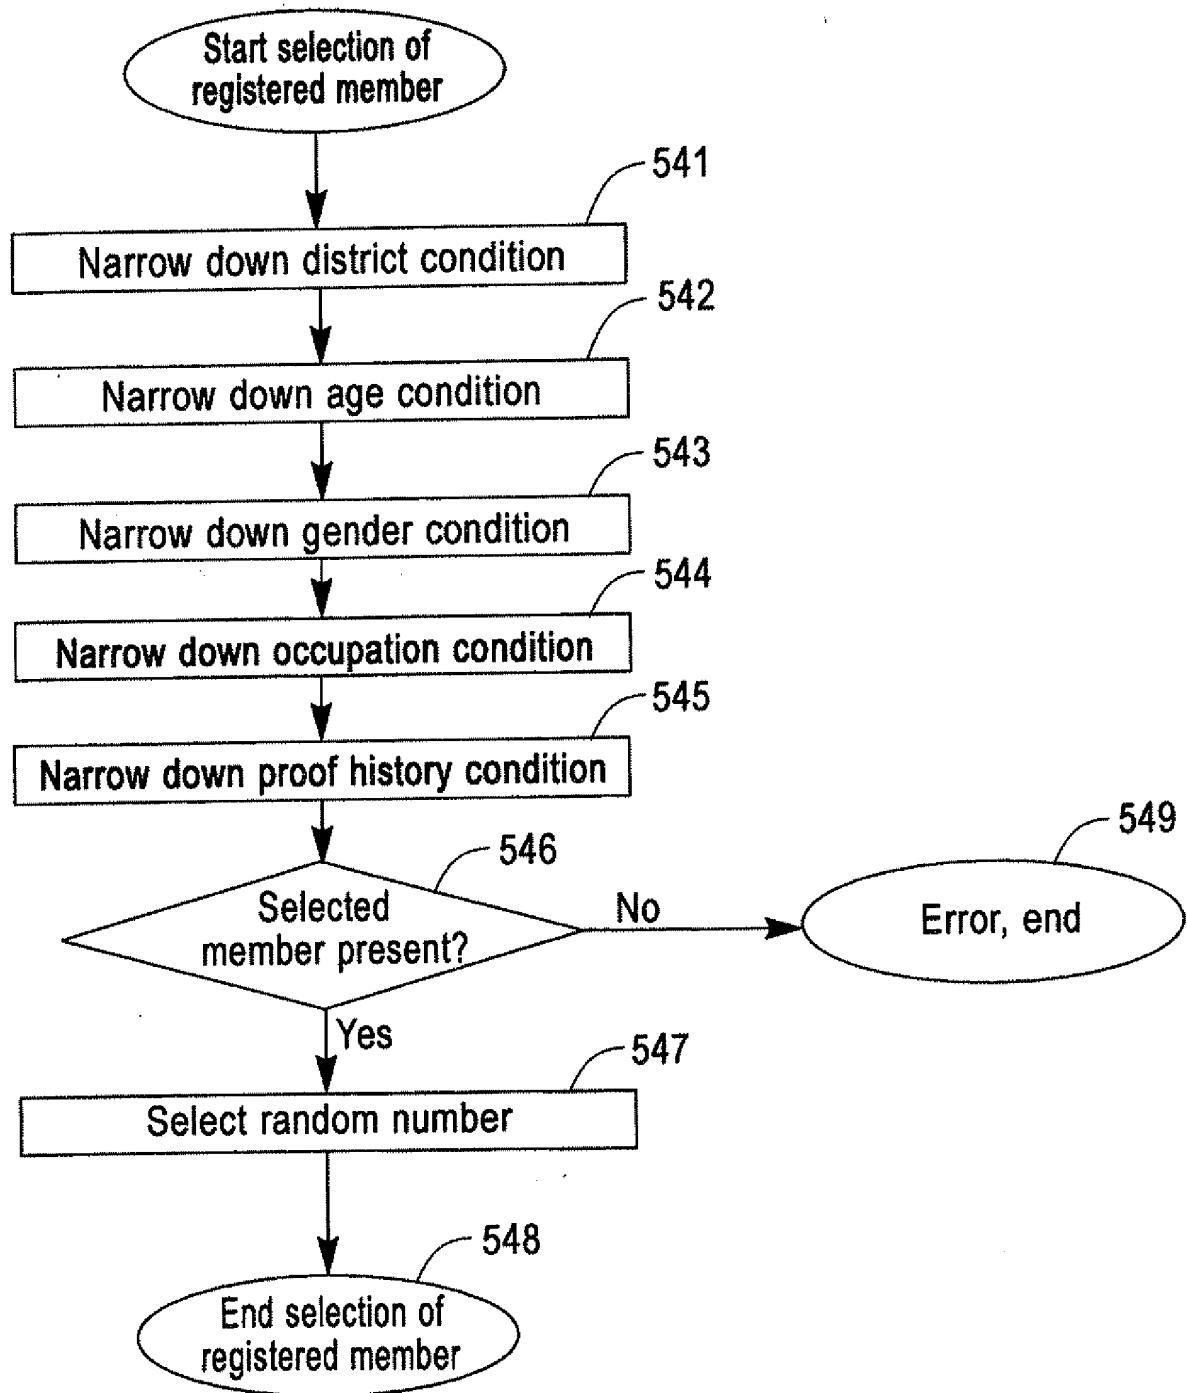 Start selection of
registered member
541
Narrow down district condition
542
Narrow down age condition
543
Narrow down gender condition
544
Narrow down occupation condition
545
Narrow down proof history condition
546
Selected
member present?
No
549
Error, end
Yes
547
Select random number
548
End selection of
registered member